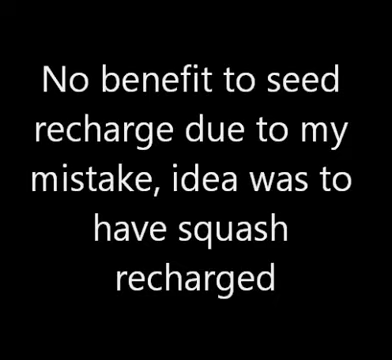 No benefit to seed
recharge due to my
mistake, idea was to
have squash
recharged